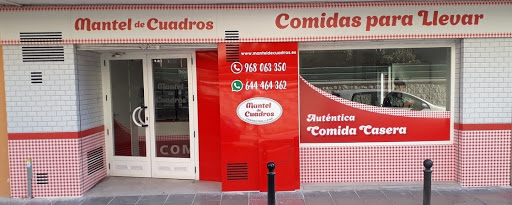 Mantel de Cuadros
Comidas para Llevar
www.manteldecuadros.es
968 063 350
644 464 362
Mantel
de
Cuadros
Auténtica
Comida Casera
COM